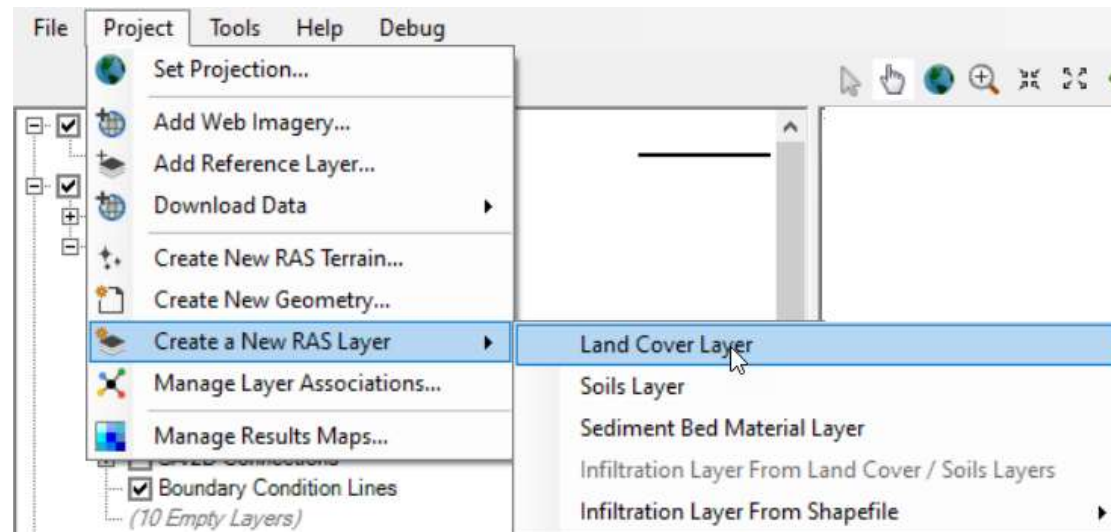 File Project Tools Help Debug
Set Projection...
Add Web Imagery...
Add Reference Layer...
Download Data
Create New RAS Terrain...
Create New Geometry...
Create a New RAS Layer
Land Cover Layer
Manage Layer Associations...
Soils Layer
Manage Results Maps...
Sediment Bed Material Layer
Infiltration Layer From Land Cover / Soils Layers
Boundary Condition Lines
Infiltration Layer From Shapefile
(10 Empty Layers)